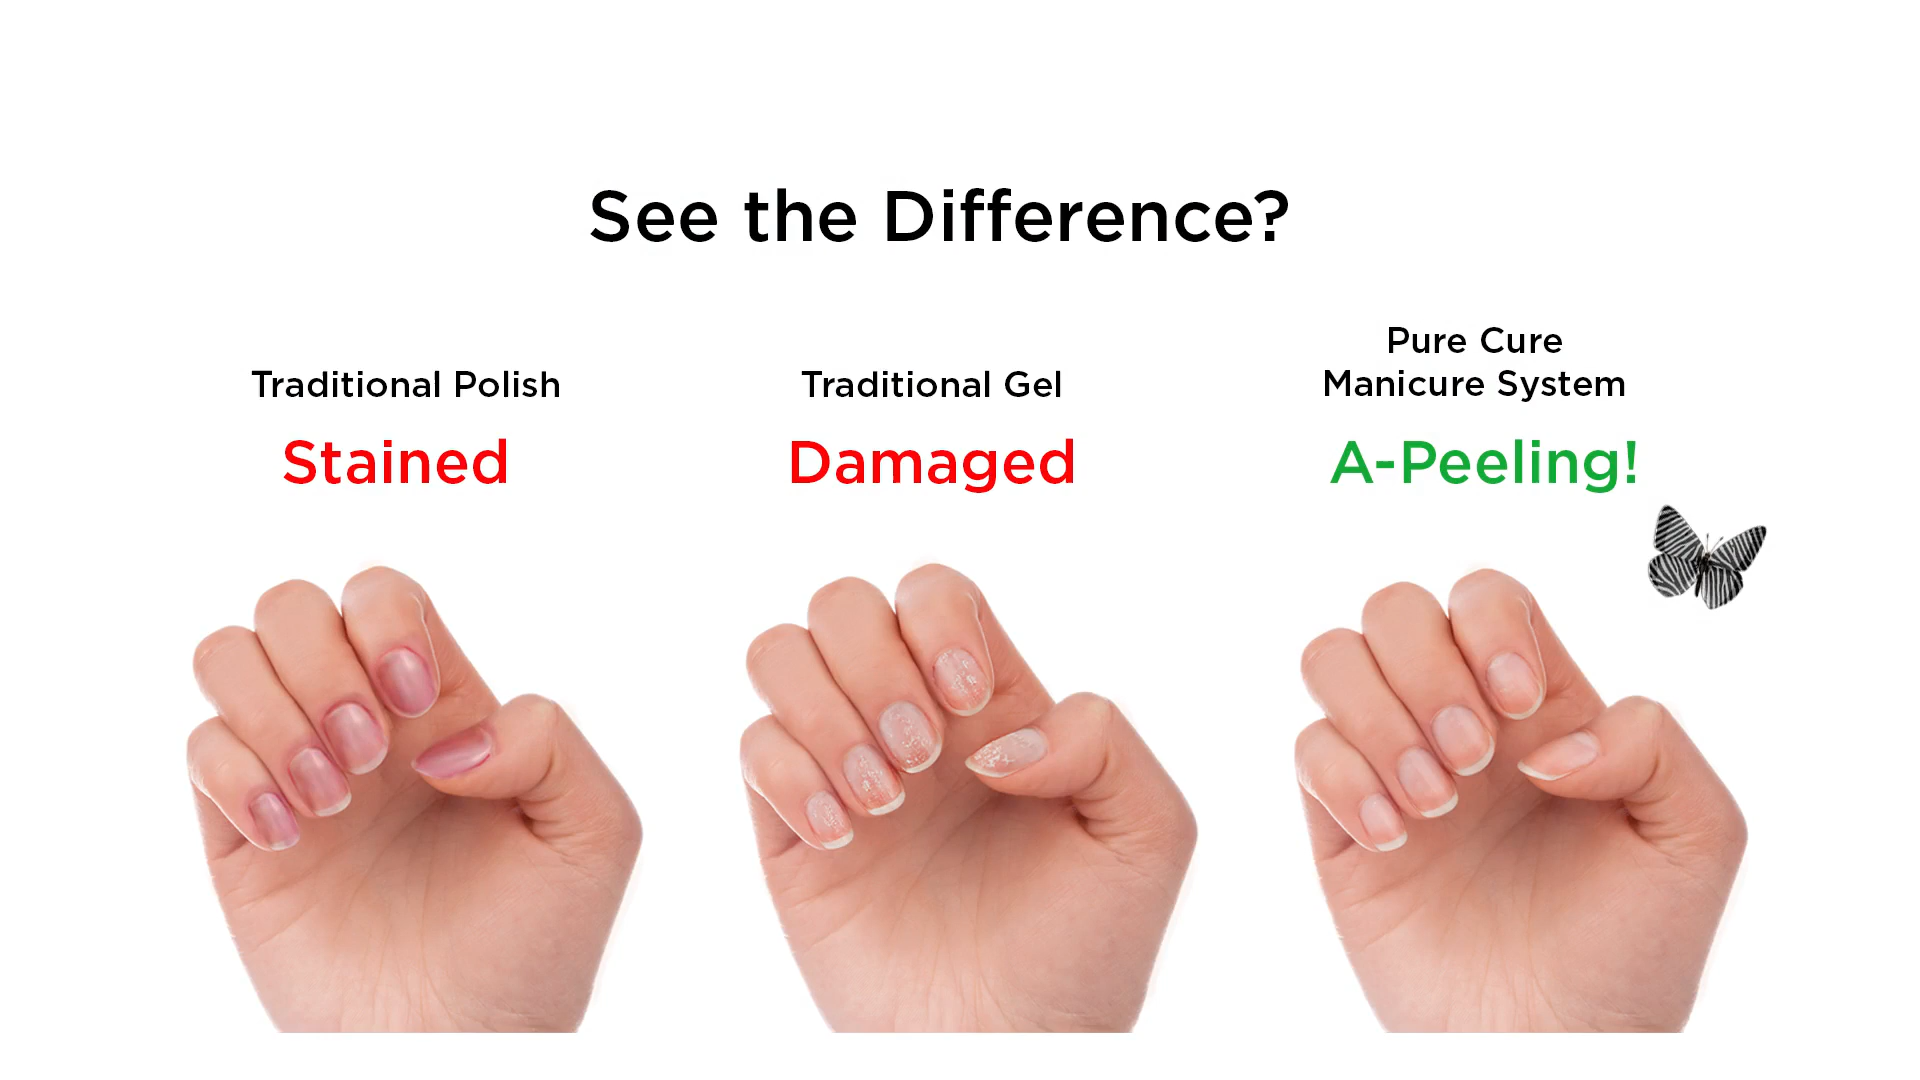 See the Difference?
Traditional Polish
Stained
Traditional Gel
Damaged
Pure Cure
Manicure System
A-Peeling!